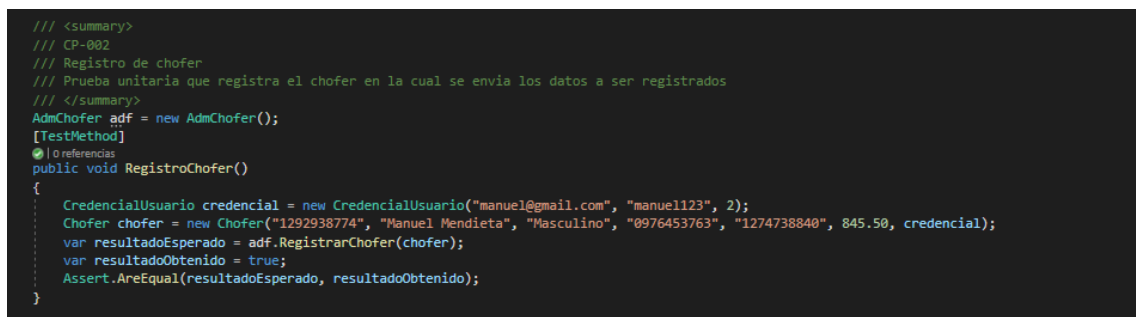 /// <summary>
/// CP-002
/// Registro de chofer
/// Prueba unitaria que registra el chofer en la cual se envia los datos a ser registrados
/// </summary>
AdmChofer adf = new AdmChofer();
[TestMethod]
| 0 referencias
public void RegistroChofer()
{
    CredencialUsuario credencial = new CredencialUsuario("manuel@gmail.com", "manuel123", 2);
    Chofer chofer = new Chofer("1292938774", "Manuel Mendieta", "Masculino", "0976453763", "1274738840", 845.50, credencial);
    var resultadoEsperado = adf.RegistrarChofer(chofer);
    var resultadoObtenido = true;
    Assert.AreEqual(resultadoEsperado, resultadoObtenido);
}